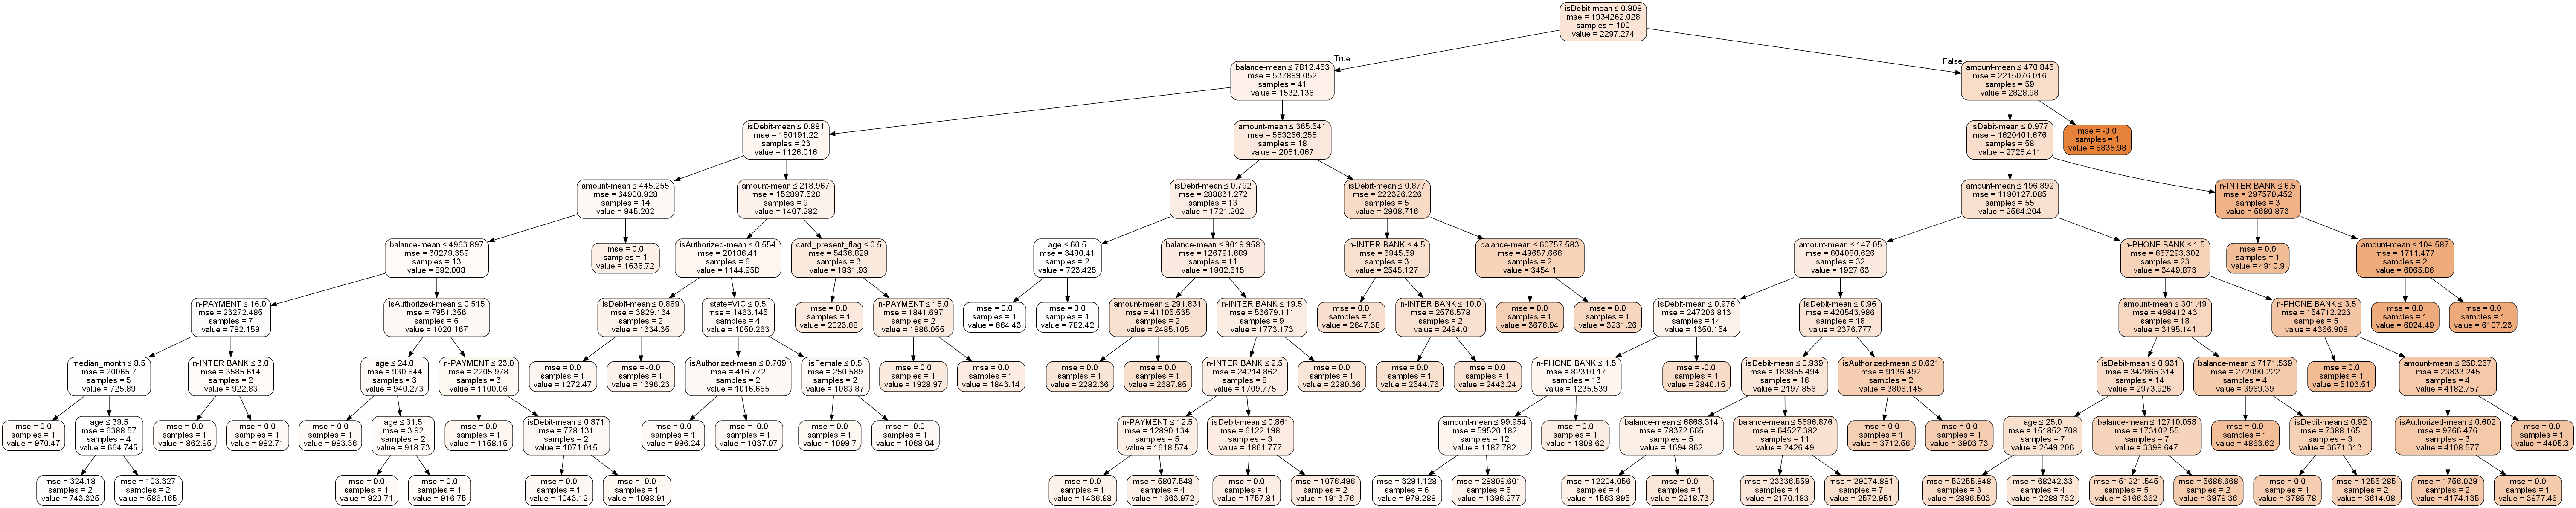 isDebit-mean ≤ 0.908
mse = 1934262.028
samples = 100
value = 2297.274
True
False
balance-mean ≤ 7812.453
mse = 537899.052
samples = 41
value = 1532.136
amount-mean ≤ 470.846
mse = 2215076.016
samples = 59
value = 2828.98
isDebit-mean ≤ 0.881
mse = 150191.22
samples = 23
value = 1126.016
amount-mean ≤ 365.541
mse = 553266.255
samples = 18
value = 2051.067
isDebit-mean ≤ 0.977
mse = 1620401.676
samples = 58
value = 2725.411
mse = -0.0
samples = 1
value = 8835.98
amount-mean ≤ 445.255
mse = 64900.928
samples = 14
value = 945.202
amount-mean ≤ 218.967
mse = 152897.528
samples = 9
value = 1407.282
isDebit-mean ≤ 0.792
mse = 288831.272
samples = 13
value = 1721.202
isDebit-mean ≤ 0.877
mse = 222326.226
samples = 5
value = 2908.716
amount-mean ≤ 196.892
mse = 1190127.085
samples = 55
value = 2564.204
n-INTER BANK ≤ 6.5
mse = 297570.452
samples = 3
value = 5680.873
balance-mean ≤ 4963.897
mse = 30279.359
samples = 13
value = 892.008
mse = 0.0
samples = 1
value = 1636.72
isAuthorized-mean ≤ 0.554
mse = 20186.41
samples = 6
value = 1144.958
card_present_flag ≤ 0.5
mse = 5436.829
samples = 3
value = 1931.93
age ≤ 60.5
mse = 3480.41
samples = 2
value = 723.425
balance-mean ≤ 9019.958
mse = 126791.689
samples = 11
value = 1902.615
n-INTER BANK ≤ 4.5
mse = 6945.59
samples = 3
value = 2545.127
balance-mean ≤ 60757.583
mse = 49657.666
samples = 2
value = 3454.1
amount-mean ≤ 147.05
mse = 604080.626
samples = 32
value = 1927.63
n-PHONE BANK ≤ 1.5
mse = 657293.302
samples = 23
value = 3449.873
mse = 0.0
samples = 1
value = 4910.9
amount-mean ≤ 104.587
mse = 1711.477
samples = 2
value = 6065.86
n-PAYMENT ≤ 16.0
mse = 23272.485
samples = 7
value = 782.159
isAuthorized-mean ≤ 0.515
mse = 7951.356
samples = 6
value = 1020.167
isDebit-mean ≤ 0.889
mse = 3829.134
samples = 2
value = 1334.35
state=VIC ≤ 0.5
mse = 1463.145
samples = 4
value = 1050.263
mse = 0.0
samples = 1
value = 2023.68
n-PAYMENT ≤ 15.0
mse = 1841.697
samples = 2
value = 1886.055
mse = 0.0
samples = 1
value = 664.43
mse = 0.0
samples = 1
value = 782.42
amount-mean ≤ 291.831
mse = 41105.535
samples = 2
value = 2485.105
n-INTER BANK ≤ 19.5
mse = 53679.111
samples = 9
value = 1773.173
mse = 0.0
samples = 1
value = 2647.38
n-INTER BANK ≤ 10.0
mse = 2576.578
samples = 2
value = 2494.0
mse = 0.0
samples = 1
value = 3676.94
mse = 0.0
samples = 1
value = 3231.26
isDebit-mean ≤ 0.976
mse = 247206.813
samples = 14
value = 1350.154
isDebit-mean ≤ 0.96
mse = 420543.986
samples = 18
value = 2376.777
amount-mean ≤ 301.49
mse = 498412.43
samples = 18
value = 3195.141
n-PHONE BANK ≤ 3.5
mse = 154712.223
samples = 5
value = 4366.908
mse = 0.0
samples = 1
value = 6024.49
mse = 0.0
samples = 1
value = 6107.23
median_month ≤ 8.5
mse = 20065.7
samples = 5
value = 725.89
n-INTER BANK ≤ 3.0
mse = 3585.614
samples = 2
value = 922.83
age ≤ 24.0
mse = 930.844
samples = 3
value = 940.273
n-PAYMENT ≤ 23.0
mse = 2205.978
samples = 3
value = 1100.06
mse = 0.0
samples = 1
value = 1272.47
mse = -0.0
samples = 1
value = 1396.23
isAuthorized-mean ≤ 0.709
mse = 416.772
samples = 2
value = 1016.655
isFemale ≤ 0.5
mse = 250.589
samples = 2
value = 1083.87
mse = 0.0
samples = 1
value = 1928.97
mse = 0.0
samples = 1
value = 1843.14
mse = 0.0
samples = 1
value = 2282.36
mse = 0.0
samples = 1
value = 2687.85
n-INTER BANK ≤ 2.5
mse = 24214.862
samples = 8
value = 1709.775
mse = 0.0
samples = 1
value = 2280.36
mse = 0.0
samples = 1
value = 2544.76
mse = 0.0
samples = 1
value = 2443.24
n-PHONE BANK ≤ 1.5
mse = 82310.17
samples = 13
value = 1235.539
mse = -0.0
samples = 1
value = 2840.15
isDebit-mean ≤ 0.939
mse = 183855.494
samples = 16
value = 2197.856
isAuthorized-mean ≤ 0.621
mse = 9136.492
samples = 2
value = 3808.145
isDebit-mean ≤ 0.931
mse = 342865.314
samples = 14
value = 2973.926
balance-mean ≤ 7171.539
mse = 272090.222
samples = 4
value = 3969.39
mse = 0.0
samples = 1
value = 5103.51
amount-mean ≤ 258.267
mse = 23833.245
samples = 4
value = 4182.757
mse = 0.0
samples = 1
value = 970.47
age ≤ 39.5
mse = 6388.57
samples = 4
value = 664.745
mse = 0.0
samples = 1
value = 862.95
mse = 0.0
samples = 1
value = 982.71
mse = 0.0
samples = 1
value = 983.36
age ≤ 31.5
mse = 3.92
samples = 2
value = 918.73
mse = 0.0
samples = 1
value = 1158.15
isDebit-mean ≤ 0.871
mse = 778.131
samples = 2
value = 1071.015
mse = 0.0
samples = 1
value = 996.24
mse = -0.0
samples = 1
value = 1037.07
mse = 0.0
samples = 1
value = 1099.7
mse = -0.0
samples = 1
value = 1068.04
n-PAYMENT ≤ 12.5
mse = 12890.134
samples = 5
value = 1618.574
isDebit-mean ≤ 0.861
mse = 6122.198
samples = 3
value = 1861.777
amount-mean ≤ 99.954
mse = 59520.182
samples = 12
value = 1187.782
mse = 0.0
samples = 1
value = 1808.62
balance-mean ≤ 6868.314
mse = 78372.665
samples = 5
value = 1694.862
balance-mean ≤ 5696.876
mse = 64527.382
samples = 11
value = 2426.49
mse = 0.0
samples = 1
value = 3712.56
mse = 0.0
samples = 1
value = 3903.73
age ≤ 25.0
mse = 151852.708
samples = 7
value = 2549.206
balance-mean ≤ 12710.058
mse = 173102.55
samples = 7
value = 3398.647
mse = 0.0
samples = 1
value = 4863.62
isDebit-mean ≤ 0.92
mse = 7388.165
samples = 3
value = 3671.313
isAuthorized-mean ≤ 0.602
mse = 9766.476
samples = 3
value = 4108.577
mse = 0.0
samples = 1
value = 4405.3
mse = 324.18
samples = 2
value = 743.325
mse = 103.327
samples = 2
value = 586.165
mse = 0.0
samples = 1
value = 920.71
mse = 0.0
samples = 1
value = 916.75
mse = 0.0
samples = 1
value = 1043.12
mse = -0.0
samples = 1
value = 1098.91
mse = 0.0
samples = 1
value = 1436.98
mse = 5807.548
samples = 4
value = 1663.972
mse = 0.0
samples = 1
value = 1757.81
mse = 1076.496
samples = 2
value = 1913.76
mse = 3291.128
samples = 6
value = 979.288
mse = 28809.601
samples = 6
value = 1396.277
mse = 12204.056
samples = 4
value = 1563.895
mse = 0.0
samples = 1
value = 2218.73
mse = 23336.559
samples = 4
value = 2170.183
mse = 29074.881
samples = 7
value = 2572.951
mse = 52255.848
samples = 3
value = 2896.503
mse = 68242.33
samples = 4
value = 2288.732
mse = 51221.545
samples = 5
value = 3166.362
mse = 5686.668
samples = 2
value = 3979.36
mse = 0.0
samples = 1
value = 3785.78
mse = 1255.285
samples = 2
value = 3614.08
mse = 1756.029
samples = 2
value = 4174.135
mse = 0.0
samples = 1
value = 3977.46